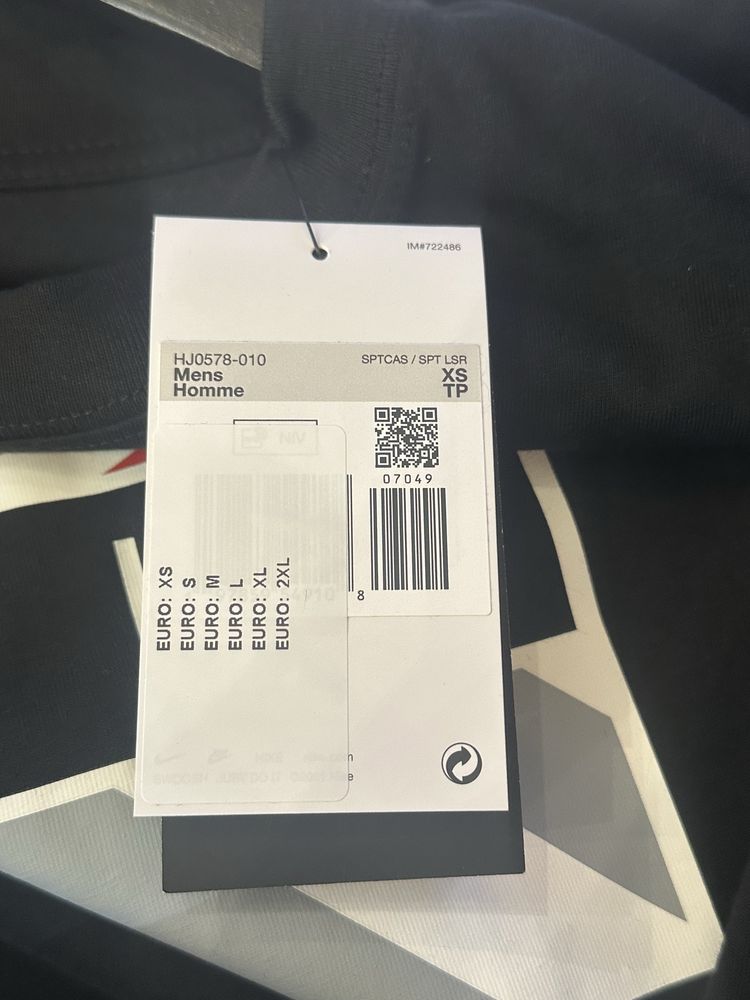 IM#722486
HJ0578-010
SPTCAS / SPT LSR
Mens
XS
Homme
TP
07049
8
EURO: XS
EURO: S
EURO: M
EURO: L
EURO: XL
EURO: 2XL